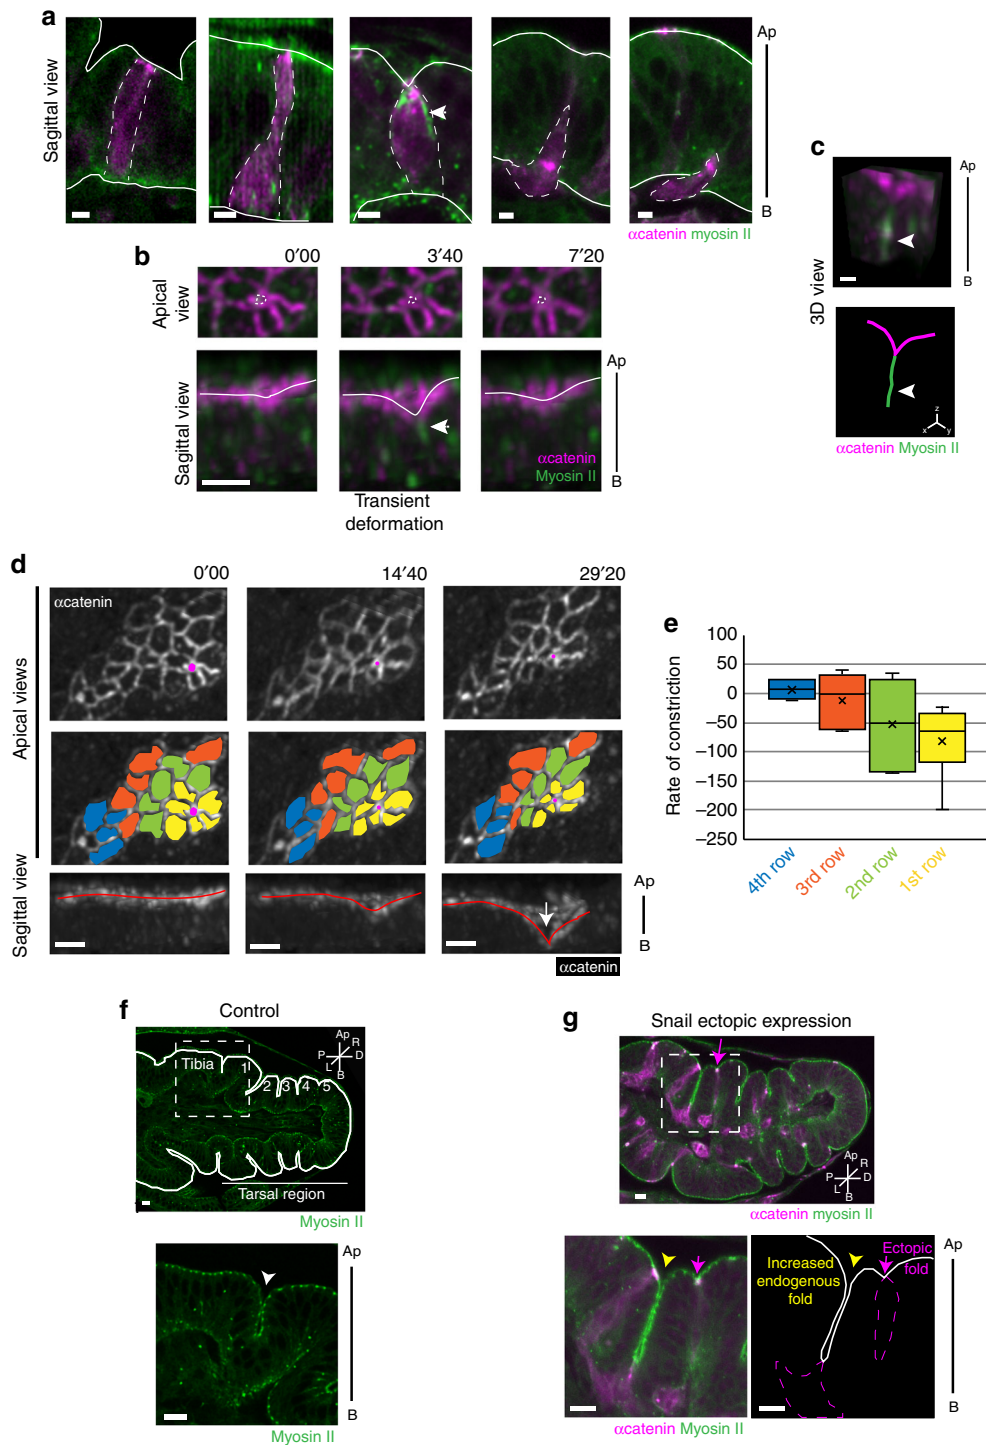 a
Sagittal view
Ap
B
αcatenin myosin II
b
0′00
3′40
7′20
Apical view
Sagittal view
Ap
B
αcatenin
Myosin II
Transient
deformation
c
3D view
Ap
B
z
x
y
αcatenin Myosin II
d
0′00
14′40
29′20
αcatenin
Apical views
Sagittal view
Ap
B
αcatenin
e
Rate of constriction
100
50
0
−50
−100
−150
−200
−250
4th row
3rd row
2nd row
1st row
f
Control
Tibia
1
2
3
4
5
Ap
R
P
D
L
B
Tarsal region
Myosin II
Ap
B
Myosin II
g
Snail ectopic expression
Ap
R
P
D
L
B
αcatenin myosin II
Increased
endogenous
fold
Ectopic
fold
Ap
B
αcatenin Myosin II